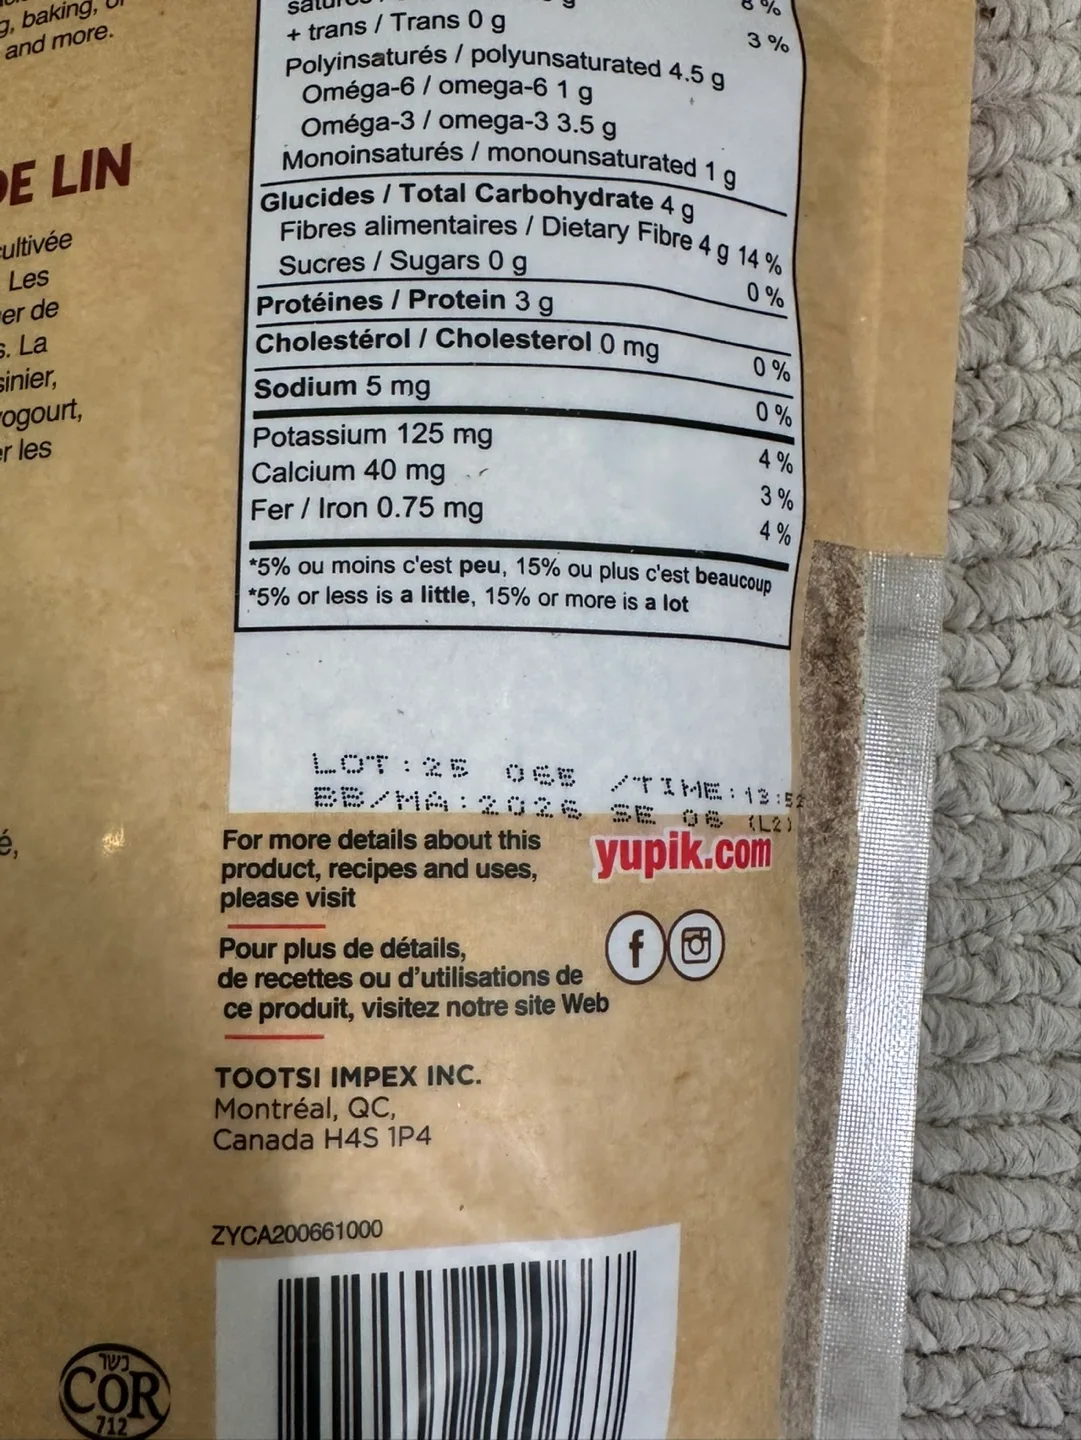 g, baking, or
and more.
DE LIN
cultivée
Les
er de
s. La
sinier,
yogourt,
er les
é,
8 %
+ trans / Trans 0 g
3 %
Polyinsaturés / polyunsaturated 4.5 g
Oméga-6 / omega-6 1 g
Oméga-3 / omega-3 3.5 g
Monoinsaturés / monounsaturated 1 g
Glucides / Total Carbohydrate 4 g
Fibres alimentaires / Dietary Fibre 4 g 14 %
Sucres / Sugars 0 g 0 %
Protéines / Protein 3 g
Cholestérol / Cholesterol 0 mg 0 %
Sodium 5 mg 0 %
Potassium 125 mg 4 %
Calcium 40 mg 3 %
Fer / Iron 0.75 mg 4 %
*5% ou moins c'est peu, 15% ou plus c'est beaucoup
*5% or less is a little, 15% or more is a lot
LOT:25 065 /TIME:13:52
BB/MA:2026 SE 06 (L2)
For more details about this
product, recipes and uses,
please visit
yupik.com
Pour plus de détails,
de recettes ou d'utilisations de
ce produit, visitez notre site Web
f
TOOTSI IMPEX INC.
Montréal, QC,
Canada H4S 1P4
ZYCA200661000
כשר
COR
712